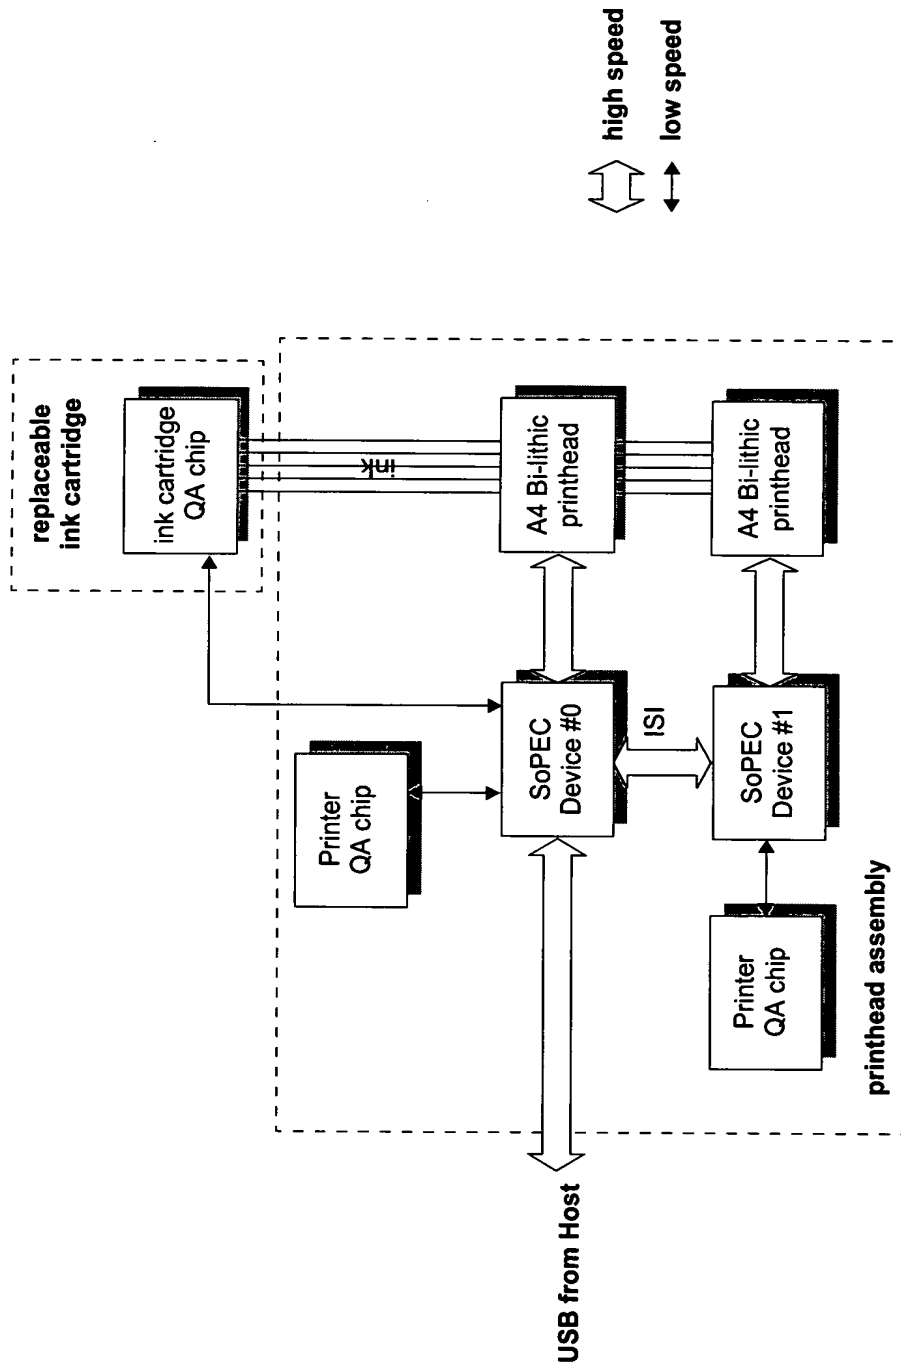 replaceable
ink cartridge
ink cartridge
QA chip
ink
Printer
QA chip
SoPEC
Device #0
A4 Bi-lithic
printhead
USB from Host
ISI
Printer
QA chip
SoPEC
Device #1
A4 Bi-lithic
printhead
printhead assembly
high speed
low speed